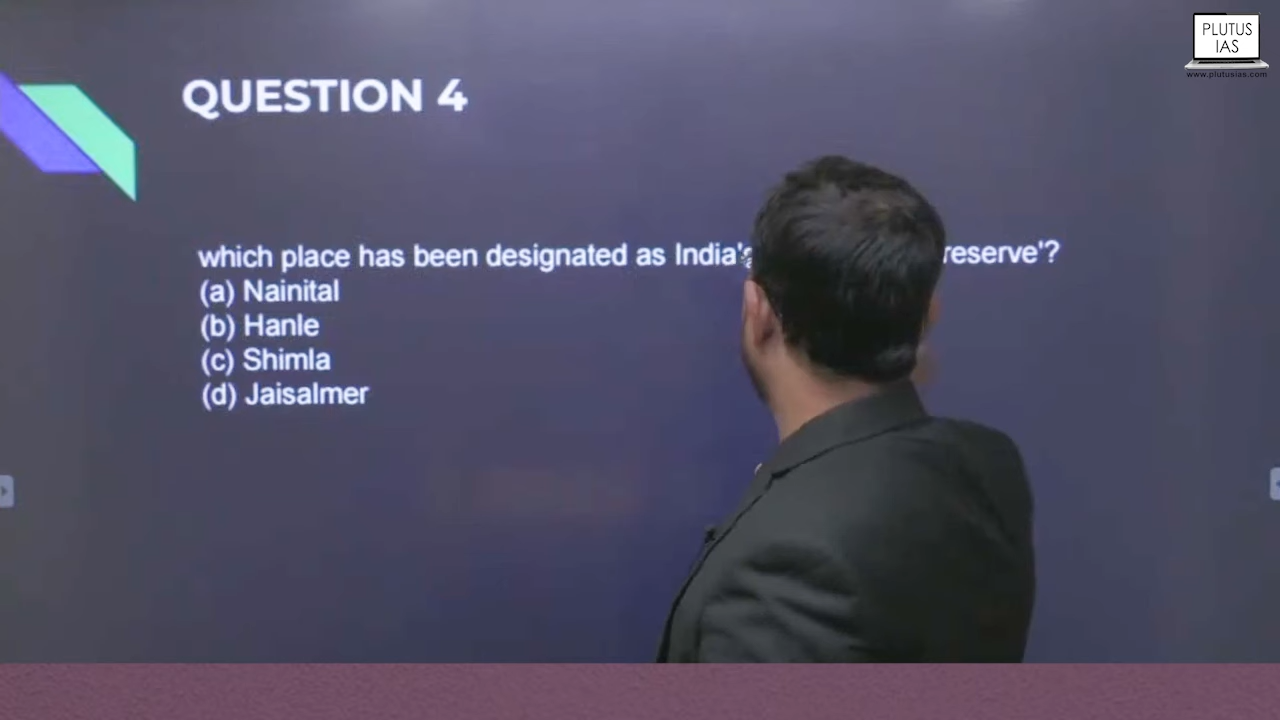 PLUTUS
IAS
www.plutusias.com
QUESTION 4
which place has been designated as India's reserve'?
(a) Nainital
(b) Hanle
(c) Shimla
(d) Jaisalmer